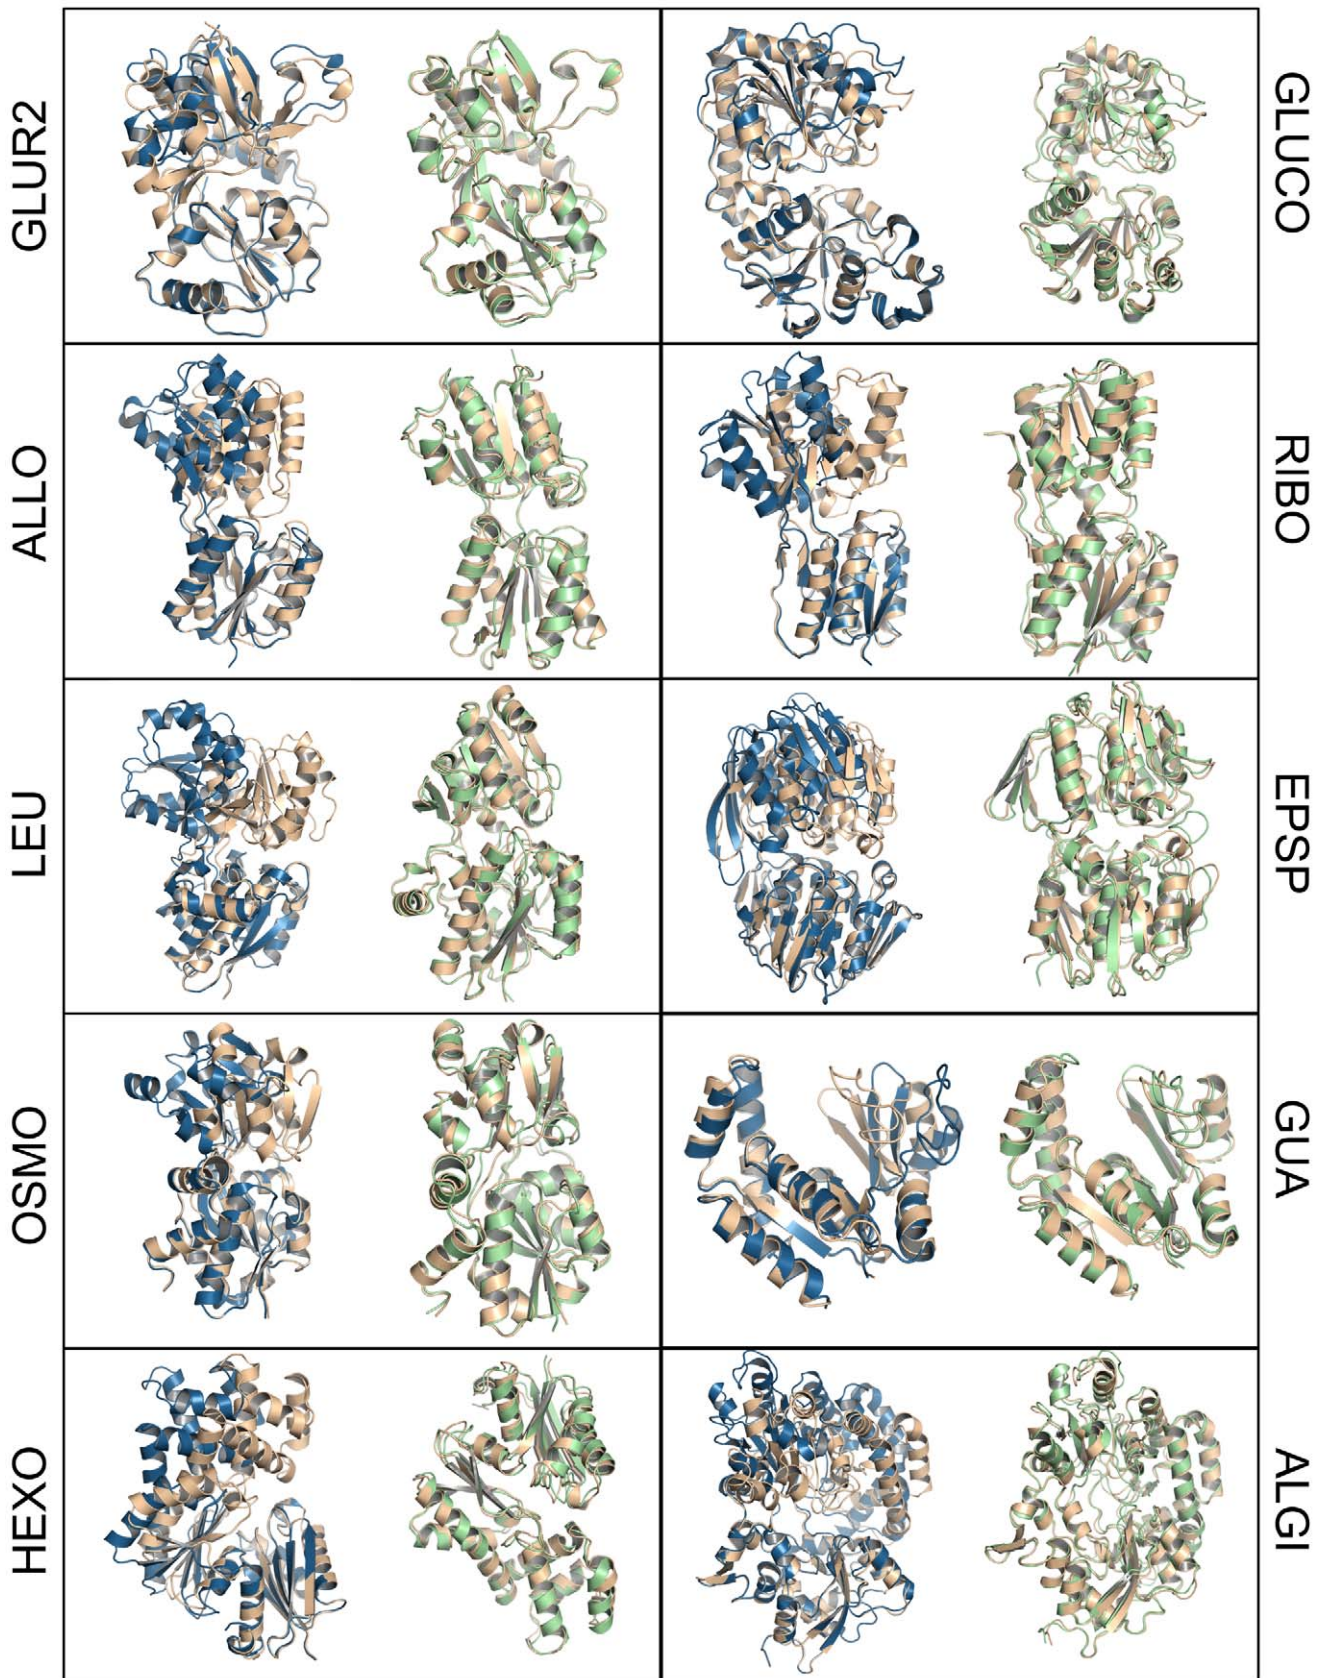 GLUR2
GLUCO
ALLO
RIBO
LEU
EPSP
OSMO
GUA
HEXO
ALGI